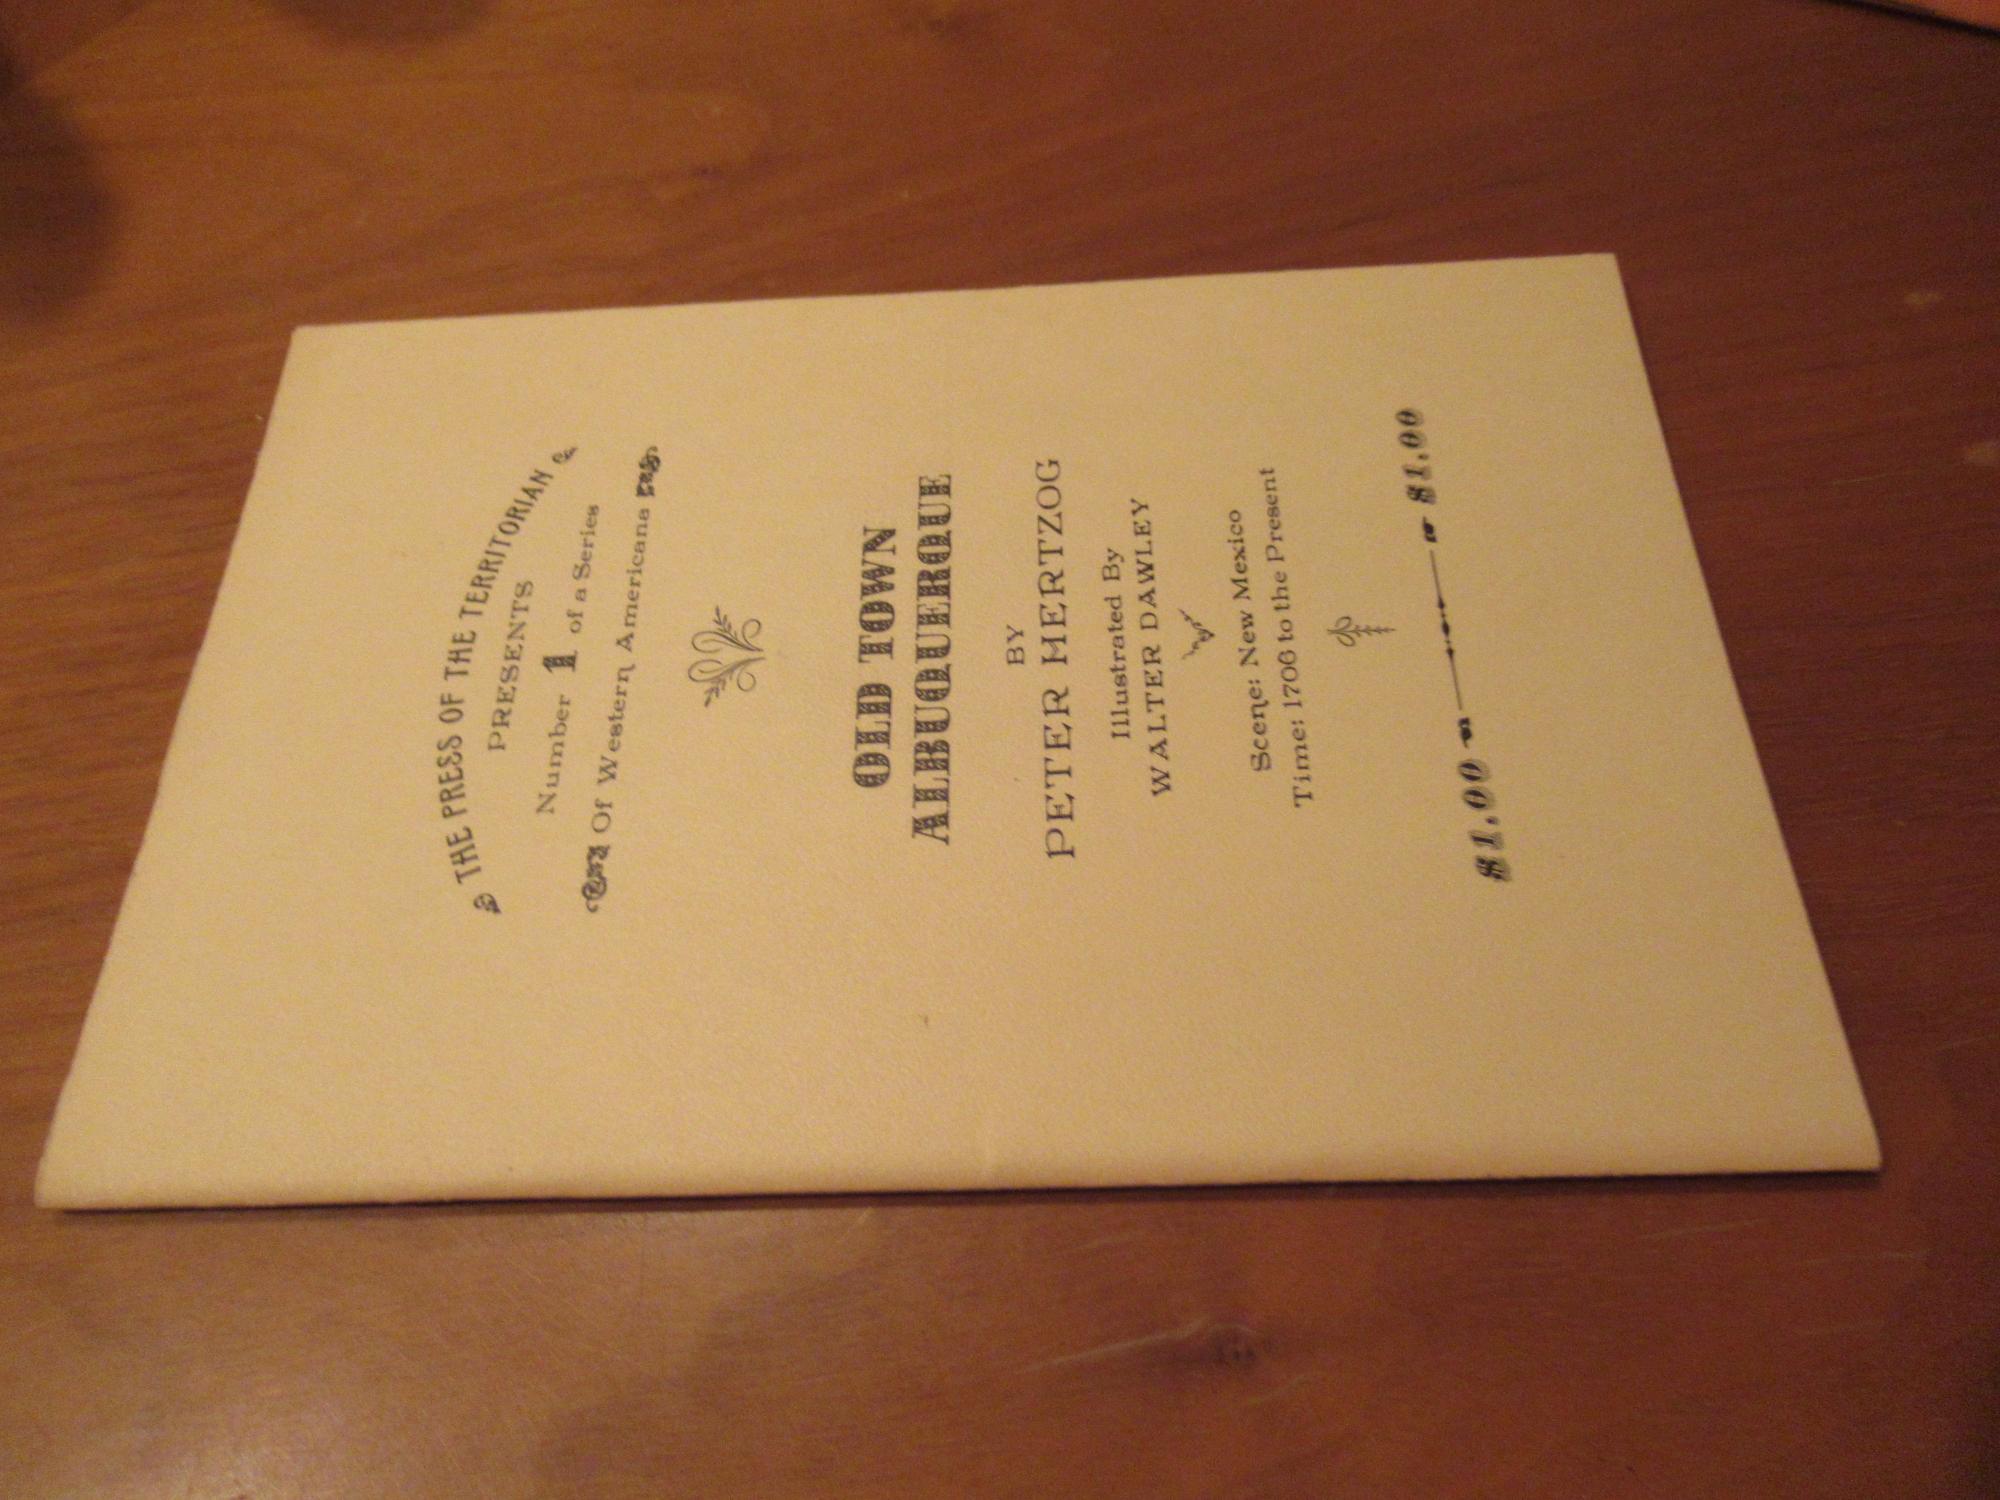 THE PRESS OF THE TERRITORIAN
PRESENTS
Number 1 of a Series
Of Western Americana
OLD TOWN
ALBUQUERQUE
BY
PETER HERTZOG
Illustrated By
WALTER DAWLEY
Scene: New Mexico
Time: 1706 to the Present
$1.00 $1.00